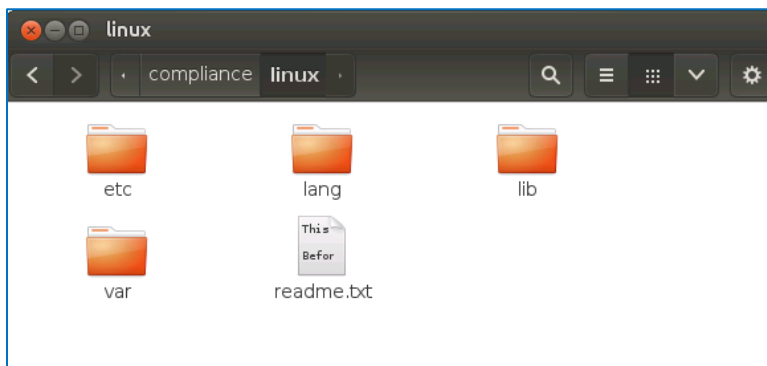 linux
compliance linux
etc lang lib
This
Befor
var readme.txt